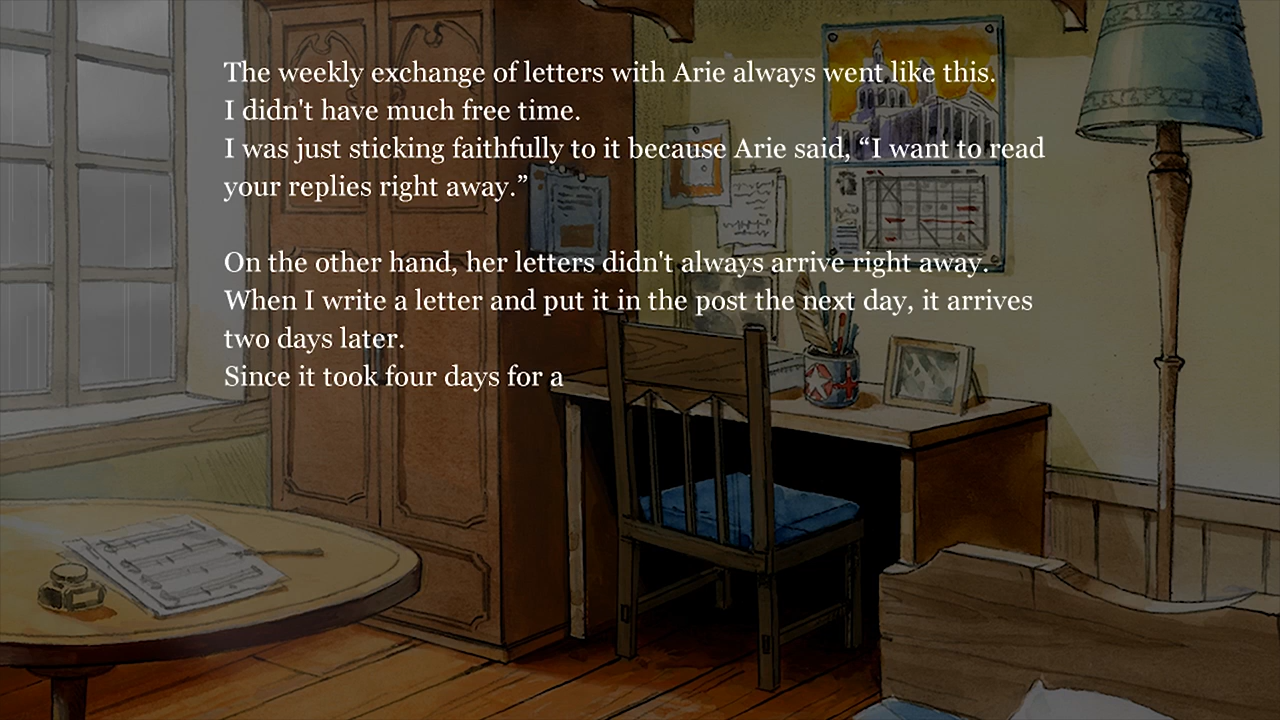 The weekly exchange of letters with Arie always went like this.
I didn't have much free time.
I was just sticking faithfully to it because Arie said, “I want to read
your replies right away.”
On the other hand, her letters didn't always arrive right away.
When I write a letter and put it in the post the next day, it arrives
two days later.
Since it took four days for a